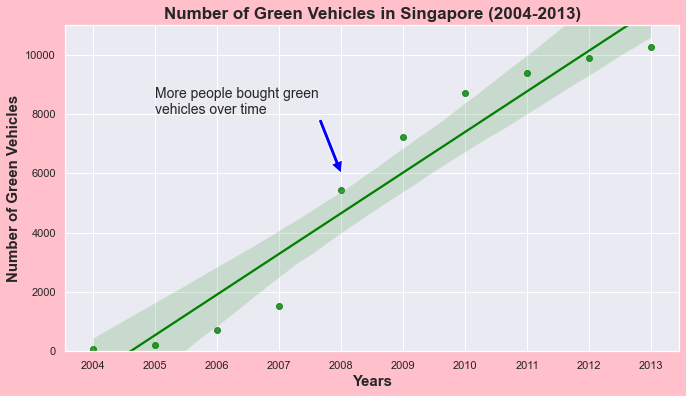 Number of Green Vehicles in Singapore (2004-2013)
10000
8000
6000
4000
2000
0
Number of Green Vehicles
More people bought green
vehicles over time
2004 2005 2006 2007 2008 2009 2010 2011 2012 2013
Years